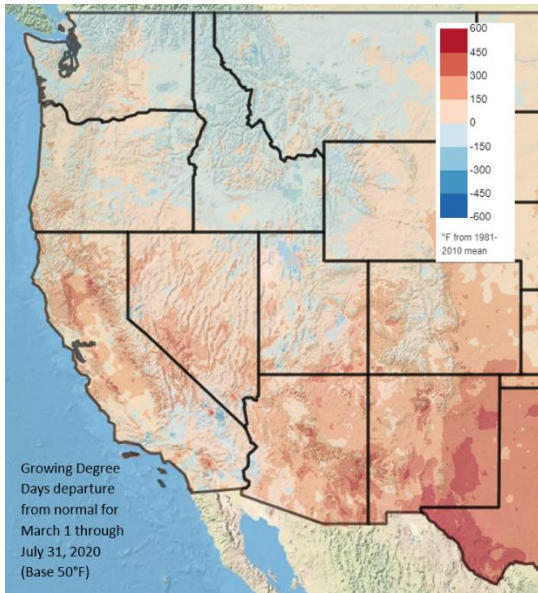 600
450
300
150
0
-150
-300
-450
-600
°F from 1981-
2010 mean
Growing Degree
Days departure
from normal for
March 1 through
July 31, 2020
(Base 50°F)